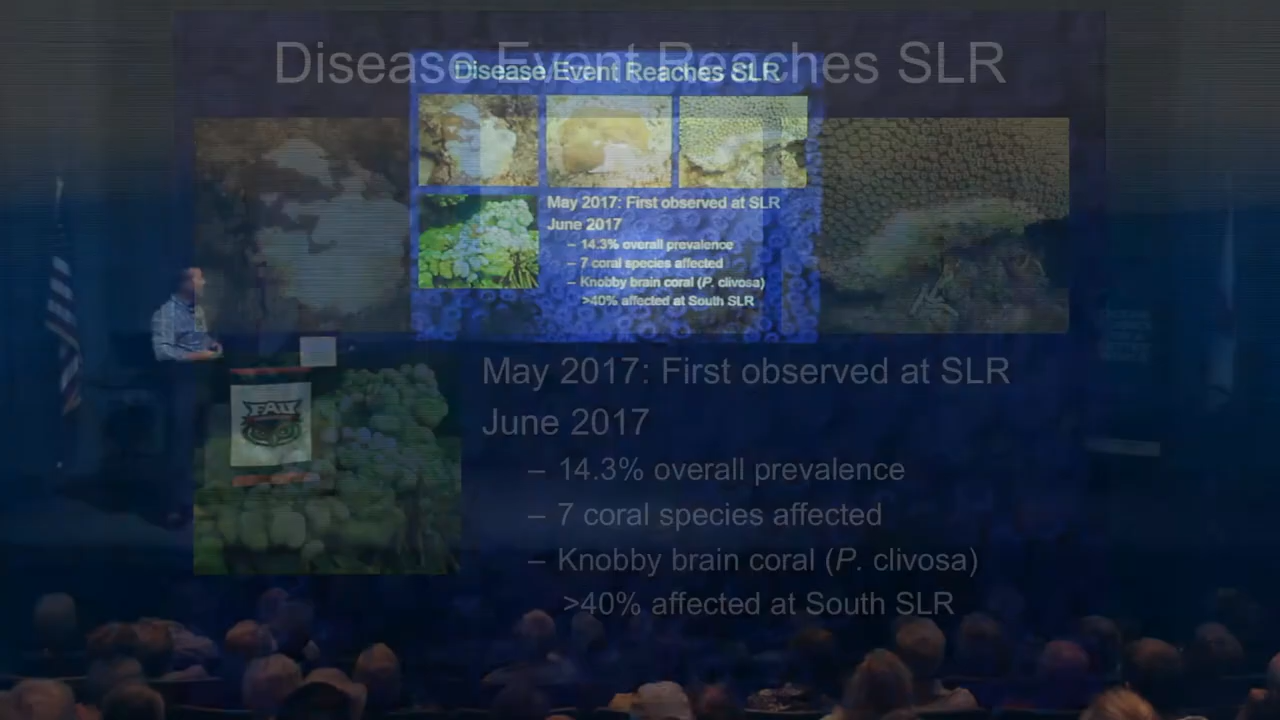 Disease Event Reaches SLR
Disease Event Reaches SLR
May 2017: First observed at SLR
June 2017
– 14.3% overall prevalence
– 7 coral species affected
– Knobby brain coral (P. clivosa)
>40% affected at South SLR
May 2017: First observed at SLR
June 2017
– 14.3% overall prevalence
– 7 coral species affected
– Knobby brain coral (P. clivosa)
>40% affected at South SLR
FAU